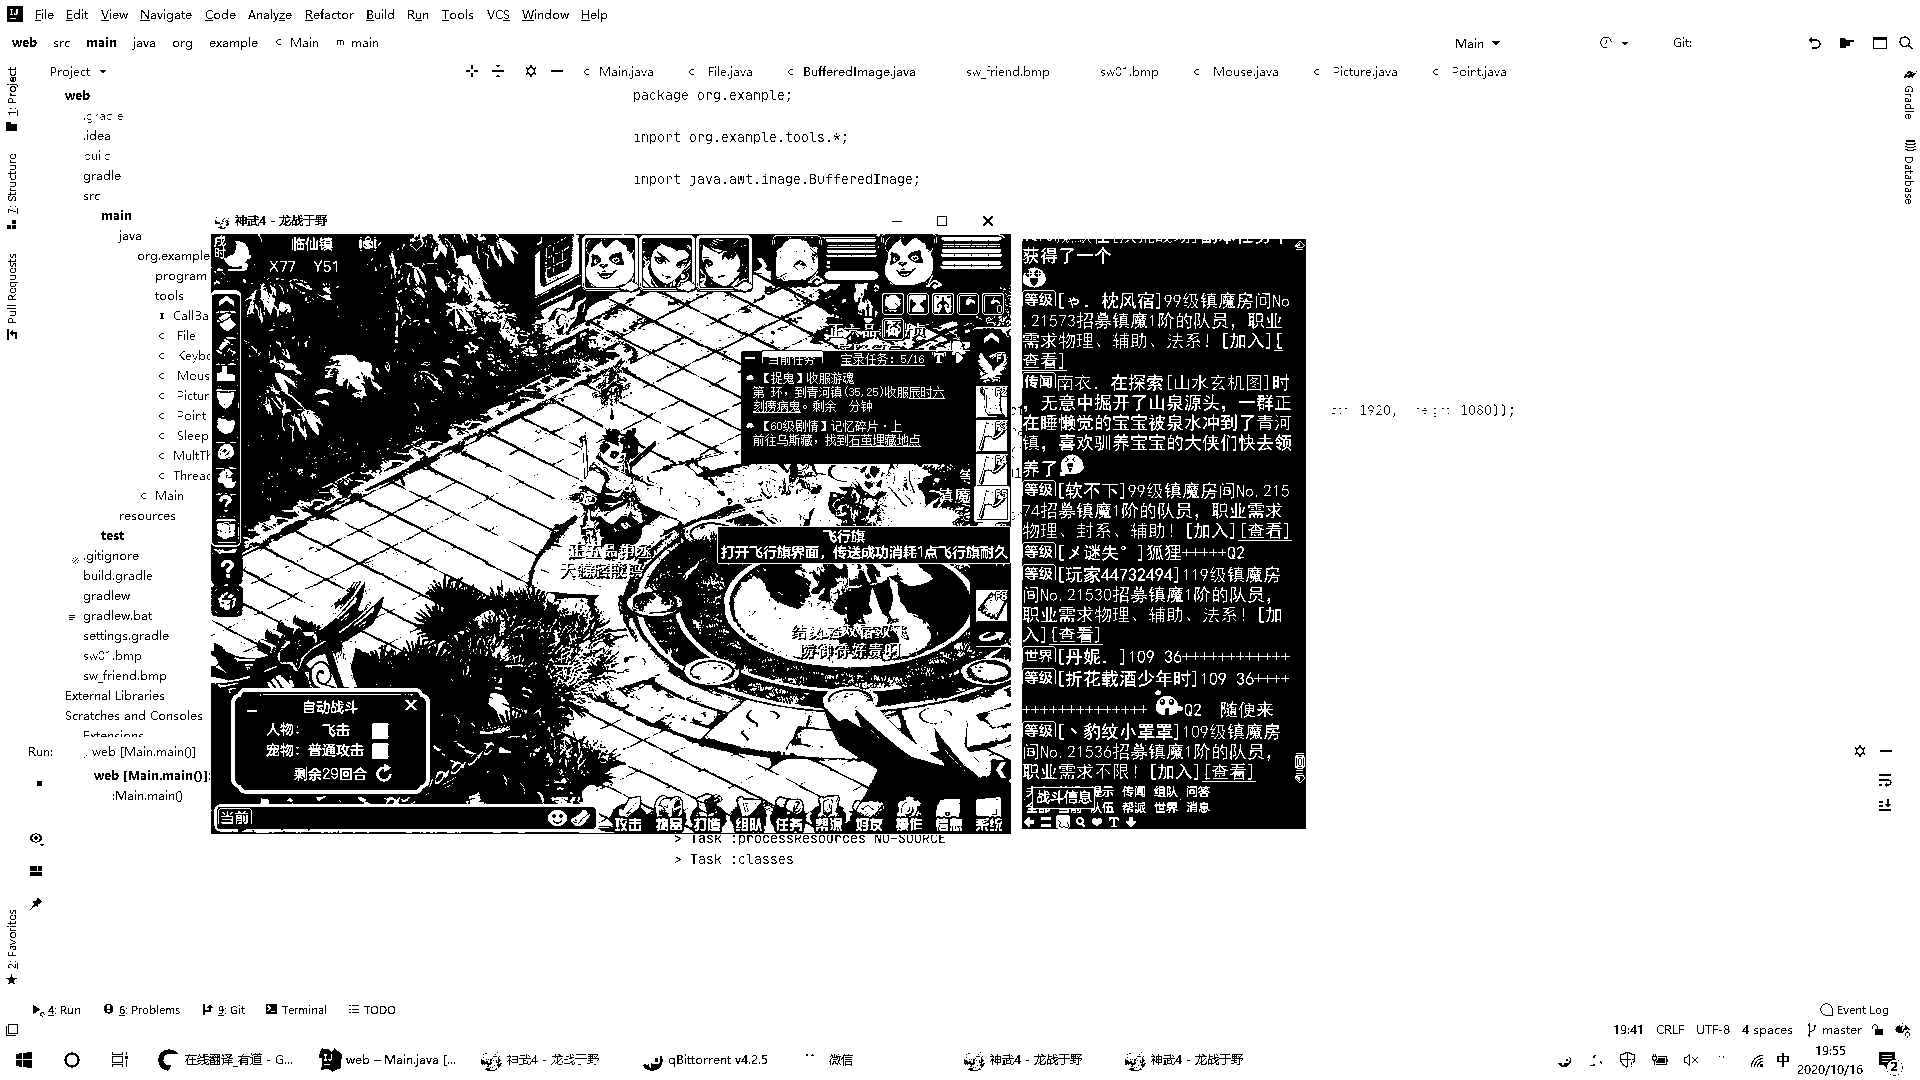 File Edit View Navigate Code Analyze Refactor Build Run Tools VCS Window Help
web src main java org example Main main
Main Git:
Project
Main.java File.java BufferedImage.java sw_friend.bmp sw01.bmp Mouse.java Picture.java Point.java
1: Project
7: Structure
Pull Requests
2: Favorites
Gradle
Database
web
.gradle
.idea
build
gradle
src
main
java
org.example
program
tools
CallBa
File
Keybo
Mous
Pictur
Point
Sleep
MultTh
Threac
Main
resources
test
.gitignore
build.gradle
gradlew
gradlew.bat
settings.gradle
sw01.bmp
sw_friend.bmp
External Libraries
Scratches and Consoles
Extensions
package org.example;
import org.example.tools.*;
import java.awt.image.BufferedImage;
1920, 1080));
神武4 - 龙战于野
戌时
临仙镇
X77 Y51
当前任务 宝录任务: 5/16
【捉鬼】收服游魂
第 环, 到青河镇(35,25)收服辰时六
刻痨病鬼。剩余 分钟
【60级剧情】记忆碎片·上
前往乌斯藏, 找到石茧埋藏地点
飞行旗
打开飞行旗界面, 传送成功消耗1点飞行旗耐久
自动战斗
人物: 飞击
宠物: 普通攻击
剩余29回合
当前
攻击 物品 打造 组队 任务 帮派 好友 操作 信息 系统
获得了一个
等级[ゃ. 枕风宿]99级镇魔房间No
.21573招募镇魔1阶的队员, 职业
需求物理、辅助、法系! [加入][
查看]
传闻南衣. 在探索[山水玄机图]时
, 无意中掘开了山泉源头, 一群正
在睡懒觉的宝宝被泉水冲到了青河
镇, 喜欢驯养宝宝的大侠们快去领
养了
等级[软不下]99级镇魔房间No.215
74招募镇魔1阶的队员, 职业需求
物理、封系、辅助! [加入][查看]
等级[メ谜失°]狐狸+++++Q2
等级[玩家44732494]119级镇魔房
间No.21530招募镇魔1阶的队员,
职业需求物理、辅助、法系! [加
入][查看]
世界[丹妮.]109 36+++++++++++++
等级[折花载酒少年时]109 36++++
+++++++++++++++ Q2 随便来
等级[丶豹纹小罩罩]109级镇魔房
间No.21536招募镇魔1阶的队员,
职业需求不限! [加入][查看]
战斗信息 提示 传闻 组队 问答
队伍 帮派 世界 消息
Run: web [Main.main()]
web [Main.main()]:
:Main.main()
> Task :processResources NO-SOURCE
> Task :classes
4: Run 6: Problems 9: Git Terminal TODO
Event Log
19:41 CRLF UTF-8 4 spaces master
在线翻译_有道 - G... web – Main.java [... 神武4 - 龙战于野 qBittorrent v4.2.5 微信 神武4 - 龙战于野 神武4 - 龙战于野
中
19:55
2020/10/16
2